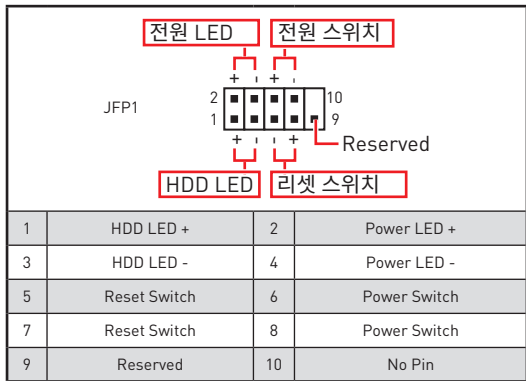 전원 LED 전원 스위치
+ - + -
2 10
JFP1
1 9
+ - - +
Reserved
HDD LED 리셋 스위치
1 HDD LED + 2 Power LED +
3 HDD LED - 4 Power LED -
5 Reset Switch 6 Power Switch
7 Reset Switch 8 Power Switch
9 Reserved 10 No Pin